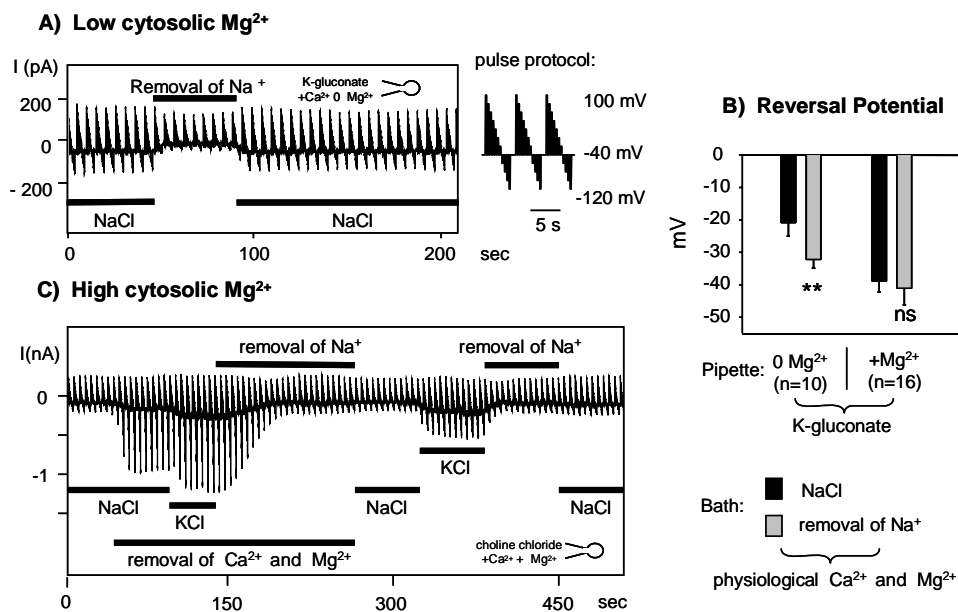 A) Low cytosolic Mg²⁺
I (pA)
200
0
- 200
Removal of Na⁺
K-gluconate
+Ca²⁺ 0 Mg²⁺
NaCl
NaCl
0
100
200
sec
pulse protocol:
100 mV
-40 mV
-120 mV
5 s
B) Reversal Potential
mV
0
-10
-20
-30
-40
-50
**
ns
Pipette:
0 Mg²⁺
(n=10)
+Mg²⁺
(n=16)
K-gluconate
Bath:
NaCl
removal of Na⁺
physiological Ca²⁺ and Mg²⁺
C) High cytosolic Mg²⁺
I(nA)
0
-1
removal of Na⁺
removal of Na⁺
KCl
NaCl
KCl
NaCl
NaCl
removal of Ca²⁺ and Mg²⁺
choline chloride
+Ca²⁺ + Mg²⁺
0
150
300
450
sec